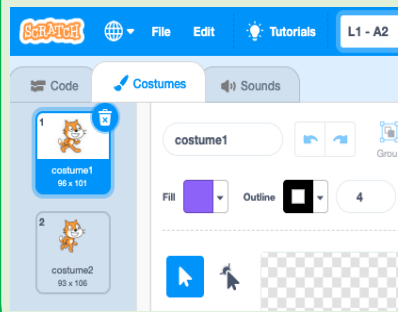 SCRATCH File Edit Tutorials L1 - A2
Code Costumes Sounds
1
costume1
96 x 101
2
costume2
93 x 106
costume1
Grou
Fill Outline 4